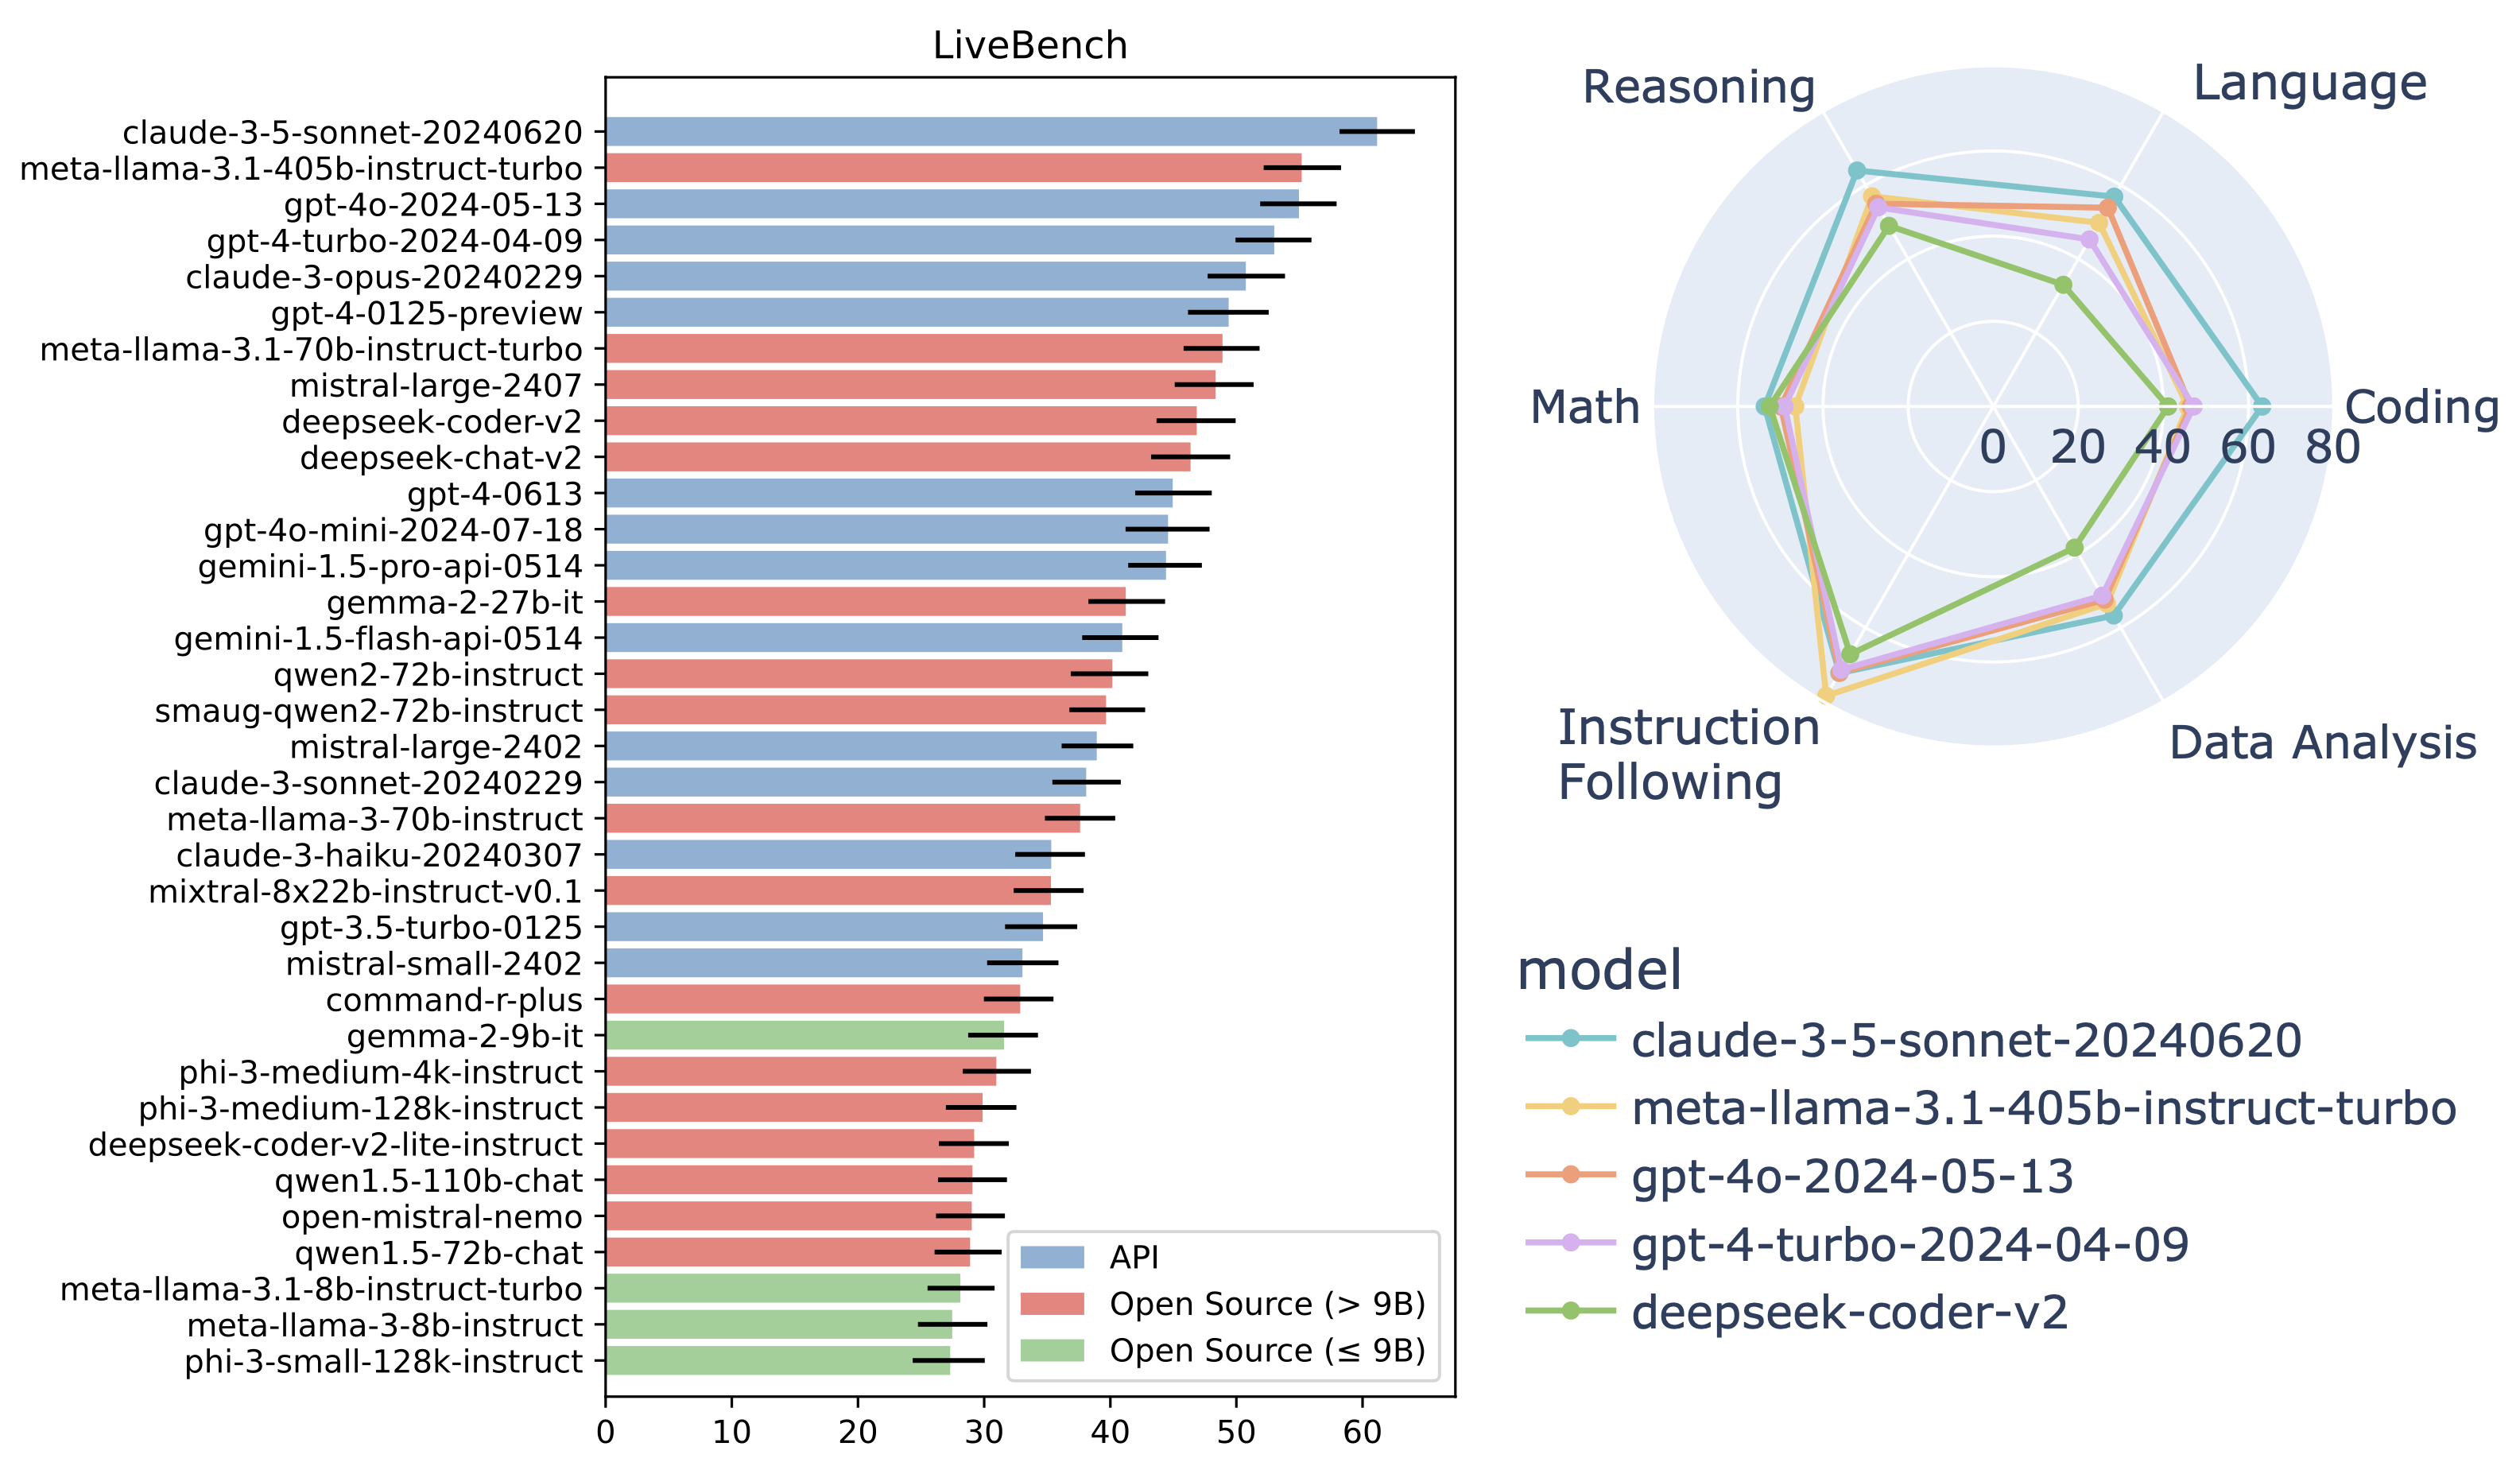 LiveBench
claude-3-5-sonnet-20240620
meta-llama-3.1-405b-instruct-turbo
gpt-4o-2024-05-13
gpt-4-turbo-2024-04-09
claude-3-opus-20240229
gpt-4-0125-preview
meta-llama-3.1-70b-instruct-turbo
mistral-large-2407
deepseek-coder-v2
deepseek-chat-v2
gpt-4-0613
gpt-4o-mini-2024-07-18
gemini-1.5-pro-api-0514
gemma-2-27b-it
gemini-1.5-flash-api-0514
qwen2-72b-instruct
smaug-qwen2-72b-instruct
mistral-large-2402
claude-3-sonnet-20240229
meta-llama-3-70b-instruct
claude-3-haiku-20240307
mixtral-8x22b-instruct-v0.1
gpt-3.5-turbo-0125
mistral-small-2402
command-r-plus
gemma-2-9b-it
phi-3-medium-4k-instruct
phi-3-medium-128k-instruct
deepseek-coder-v2-lite-instruct
qwen1.5-110b-chat
open-mistral-nemo
qwen1.5-72b-chat
meta-llama-3.1-8b-instruct-turbo
meta-llama-3-8b-instruct
phi-3-small-128k-instruct
0 10 20 30 40 50 60
API
Open Source (> 9B)
Open Source (≤ 9B)
Reasoning
Language
Math
Coding
0 20 40 60 80
Instruction
Following
Data Analysis
model
claude-3-5-sonnet-20240620
meta-llama-3.1-405b-instruct-turbo
gpt-4o-2024-05-13
gpt-4-turbo-2024-04-09
deepseek-coder-v2